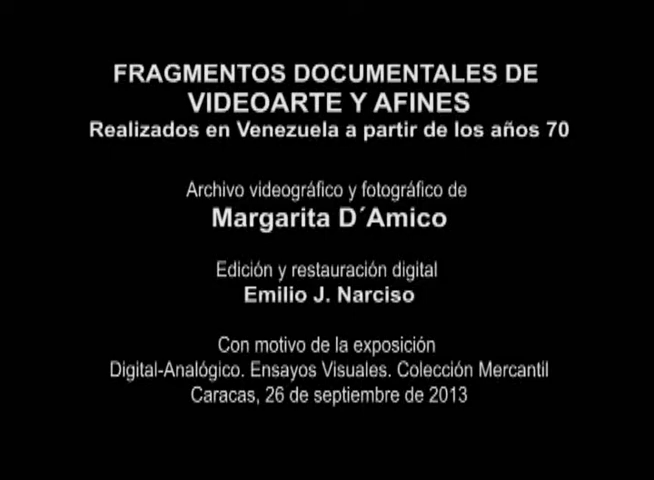 FRAGMENTOS DOCUMENTALES DE
VIDEOARTE Y AFINES
Realizados en Venezuela a partir de los años 70
Archivo videográfico y fotográfico de
Margarita D´Amico
Edición y restauración digital
Emilio J. Narciso
Con motivo de la exposición
Digital-Analógico. Ensayos Visuales. Colección Mercantil
Caracas, 26 de septiembre de 2013